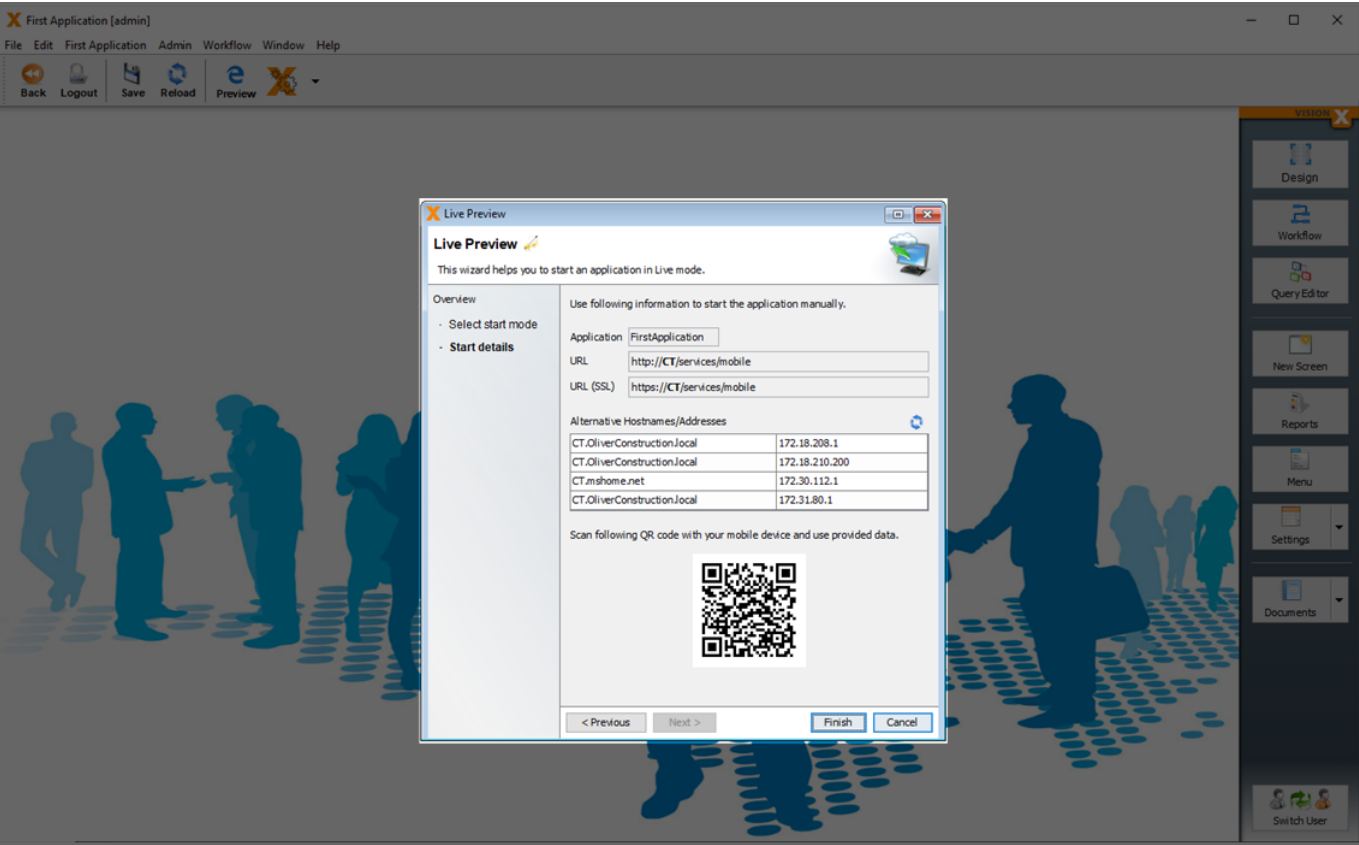 First Application [admin]
File Edit First Application Admin Workflow Window Help
Back Logout Save Reload Preview
VISION X
Design
Workflow
Query Editor
New Screen
Reports
Menu
Settings
Documents
Switch User
Live Preview
Live Preview
This wizard helps you to start an application in Live mode.
Overview
· Select start mode
· Start details
Use following information to start the application manually.
Application FirstApplication
URL http://CT/services/mobile
URL (SSL) https://CT/services/mobile
Alternative Hostnames/Addresses
CT.OliverConstruction.local 172.18.208.1
CT.OliverConstruction.local 172.18.210.200
CT.mshome.net 172.30.112.1
CT.OliverConstruction.local 172.31.80.1
Scan following QR code with your mobile device and use provided data.
< Previous Next > Finish Cancel